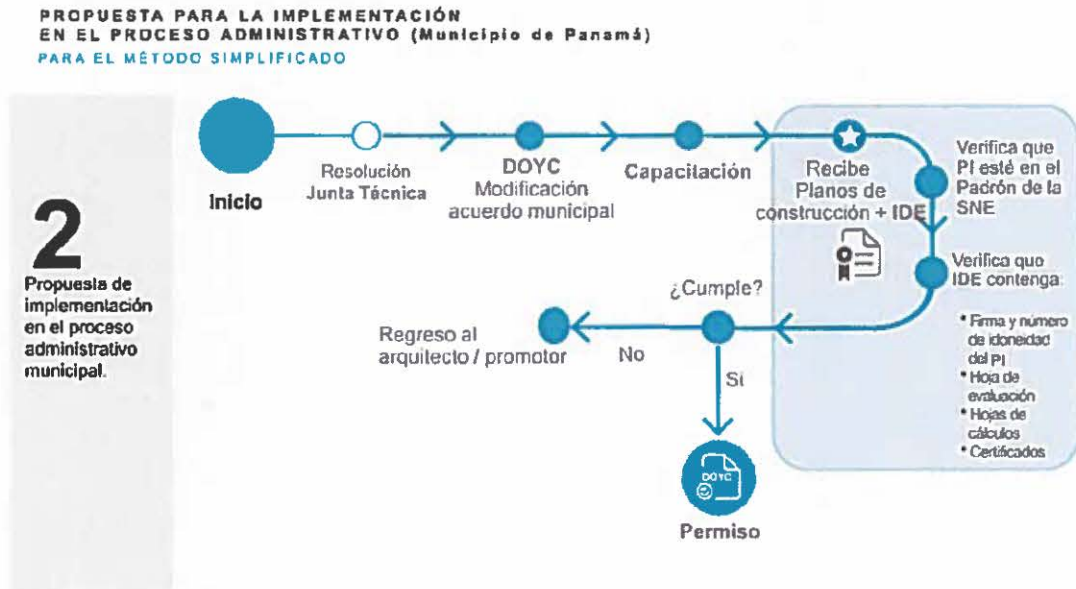 PROPUESTA PARA LA IMPLEMENTACIÓN
EN EL PROCESO ADMINISTRATIVO (Municipio de Panamá)
PARA EL MÉTODO SIMPLIFICADO
2
Propuesta de
implementación
en el proceso
administrativo
municipal.
Inicio
Resolución
Junta Técnica
DOYC
Modificación
acuerdo municipal
Capacitación
Recibe
Planos de
construcción + IDE
Verifica que
PI esté en el
Padrón de la
SNE
Verifica que
IDE contenga:
* Firma y número
de idoneidad
del PI
* Hoja de
evaluación
* Hojas de
cálculos
* Certificados
¿Cumple?
No
Regreso al
arquitecto / promotor
Sí
DOYC
Permiso